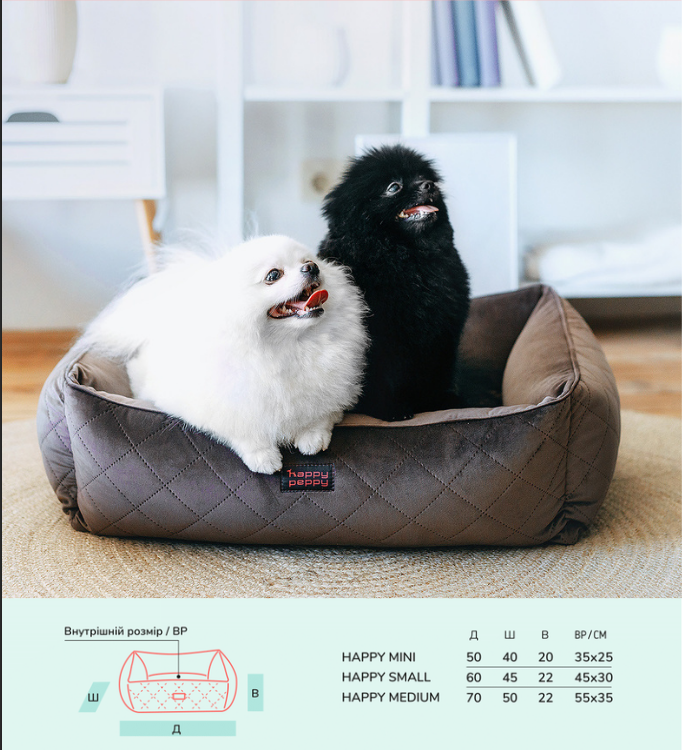 happy
peppy
Внутрішній розмір / ВР
Ш
В
Д
Д Ш В ВР/СМ
HAPPY MINI 50 40 20 35x25
HAPPY SMALL 60 45 22 45x30
HAPPY MEDIUM 70 50 22 55x35